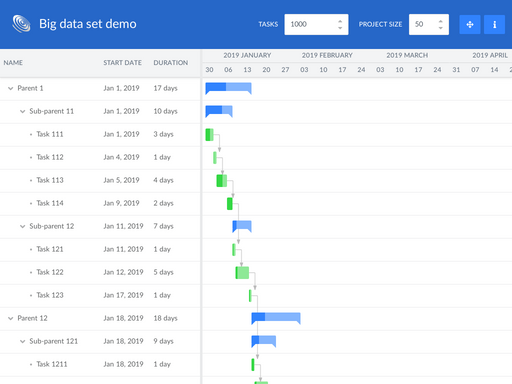 Big data set demo TASKS 1000 PROJECT SIZE 50
2019 JANUARY 2019 FEBRUARY 2019 MARCH 2019 APRIL
NAME START DATE DURATION 30 06 13 20 27 03 10 17 24 03 10 17 24 31 07 14
Parent 1 Jan 1, 2019 17 days
Sub-parent 11 Jan 1, 2019 10 days
Task 111 Jan 1, 2019 3 days
Task 112 Jan 4, 2019 1 day
Task 113 Jan 5, 2019 4 days
Task 114 Jan 9, 2019 2 days
Sub-parent 12 Jan 11, 2019 7 days
Task 121 Jan 11, 2019 1 day
Task 122 Jan 12, 2019 5 days
Task 123 Jan 17, 2019 1 day
Parent 12 Jan 18, 2019 18 days
Sub-parent 121 Jan 18, 2019 9 days
Task 1211 Jan 18, 2019 1 day